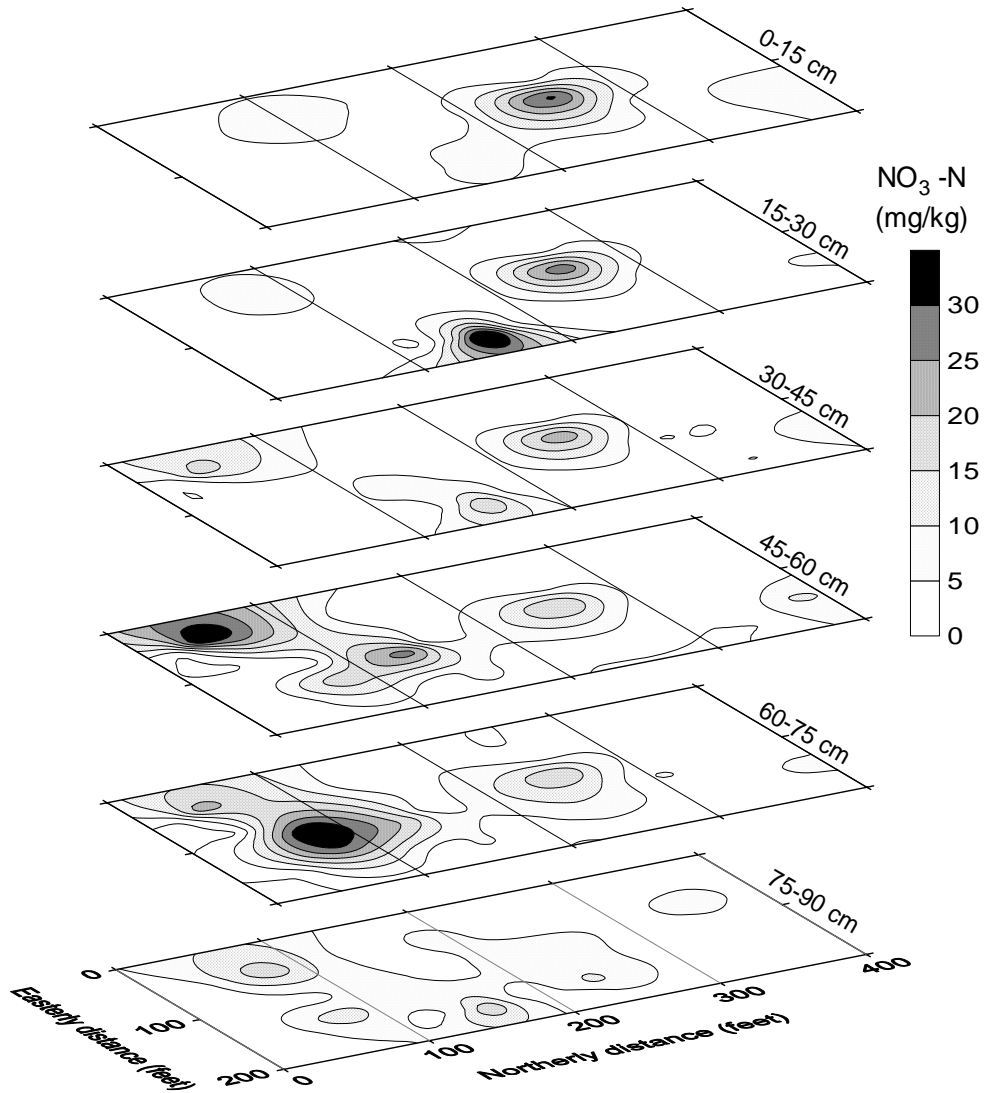 0-15 cm
NO3 -N
(mg/kg)
15-30 cm
30
25
30-45 cm
20
15
10
45-60 cm
5
0
60-75 cm
75-90 cm
0
100
200
Easterly distance (feet)
0
100
200
300
400
Northerly distance (feet)